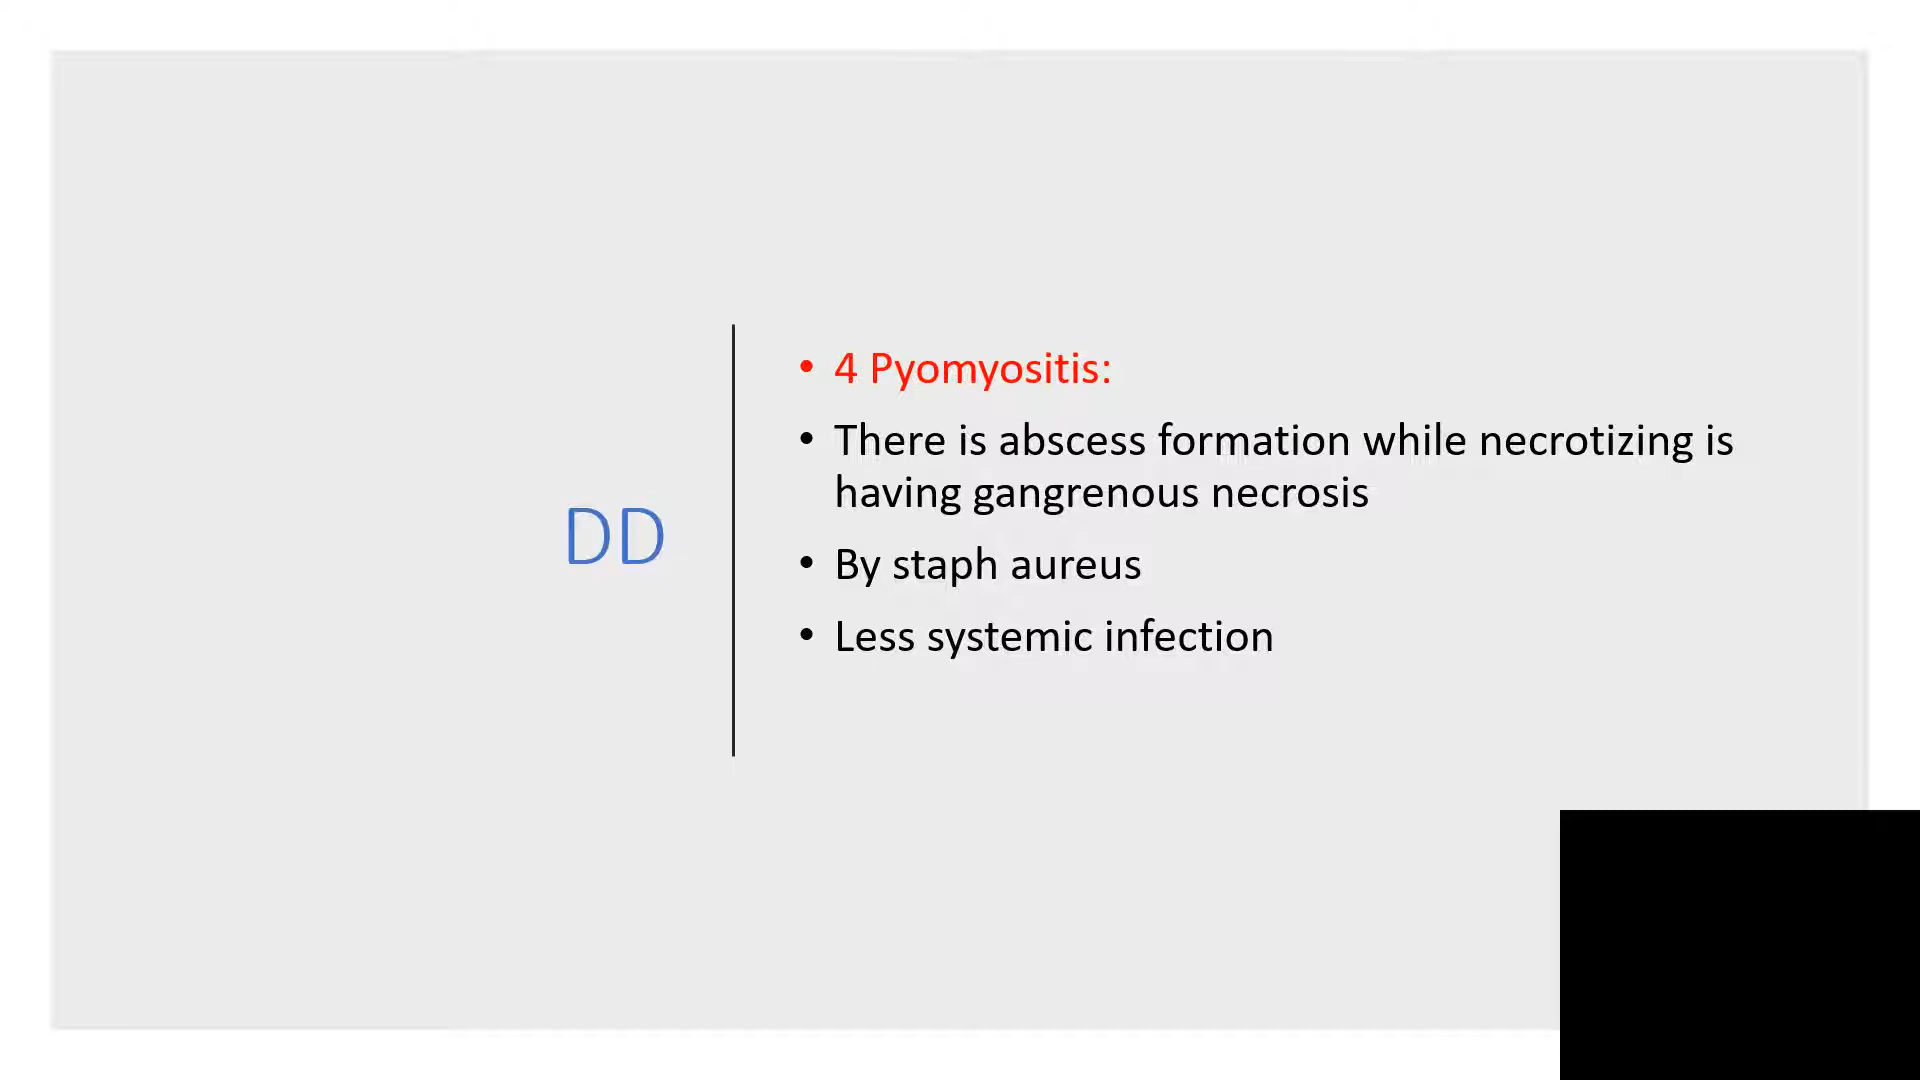 DD
• 4 Pyomyositis:
• There is abscess formation while necrotizing is
having gangrenous necrosis
• By staph aureus
• Less systemic infection